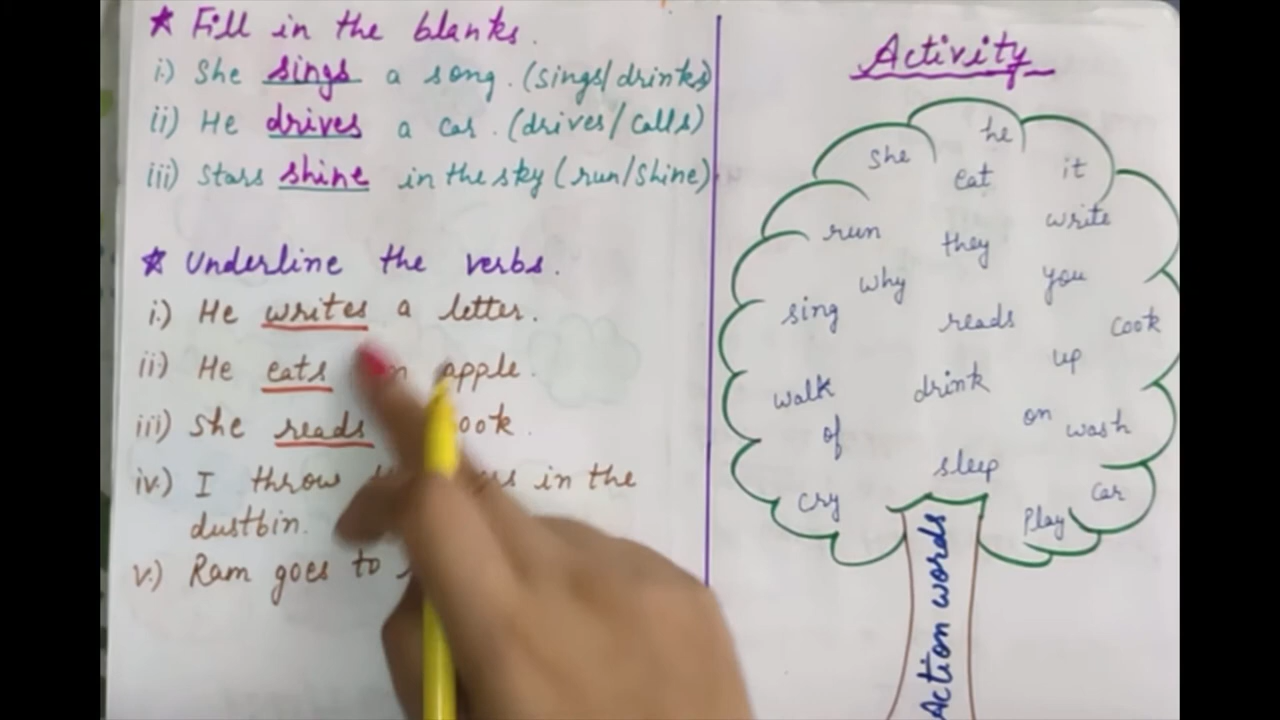 ★ Fill in the blanks.
i.) She sings a song. (sings/drinks)
ii) He drives a car. (drives/calls)
iii) Stars shine in the sky (run/shine)
★ Underline the verbs.
i.) He writes a letter.
ii.) He eats apple.
iii.) She reads
iv.) I throw in the
dustbin.
v.) Ram goes to
Activity
he
she
eat
it
run
they
write
why
you
sing
reads
cook
up
walk
drink
of
on
wash
sleep
cry
car
Play
Action words